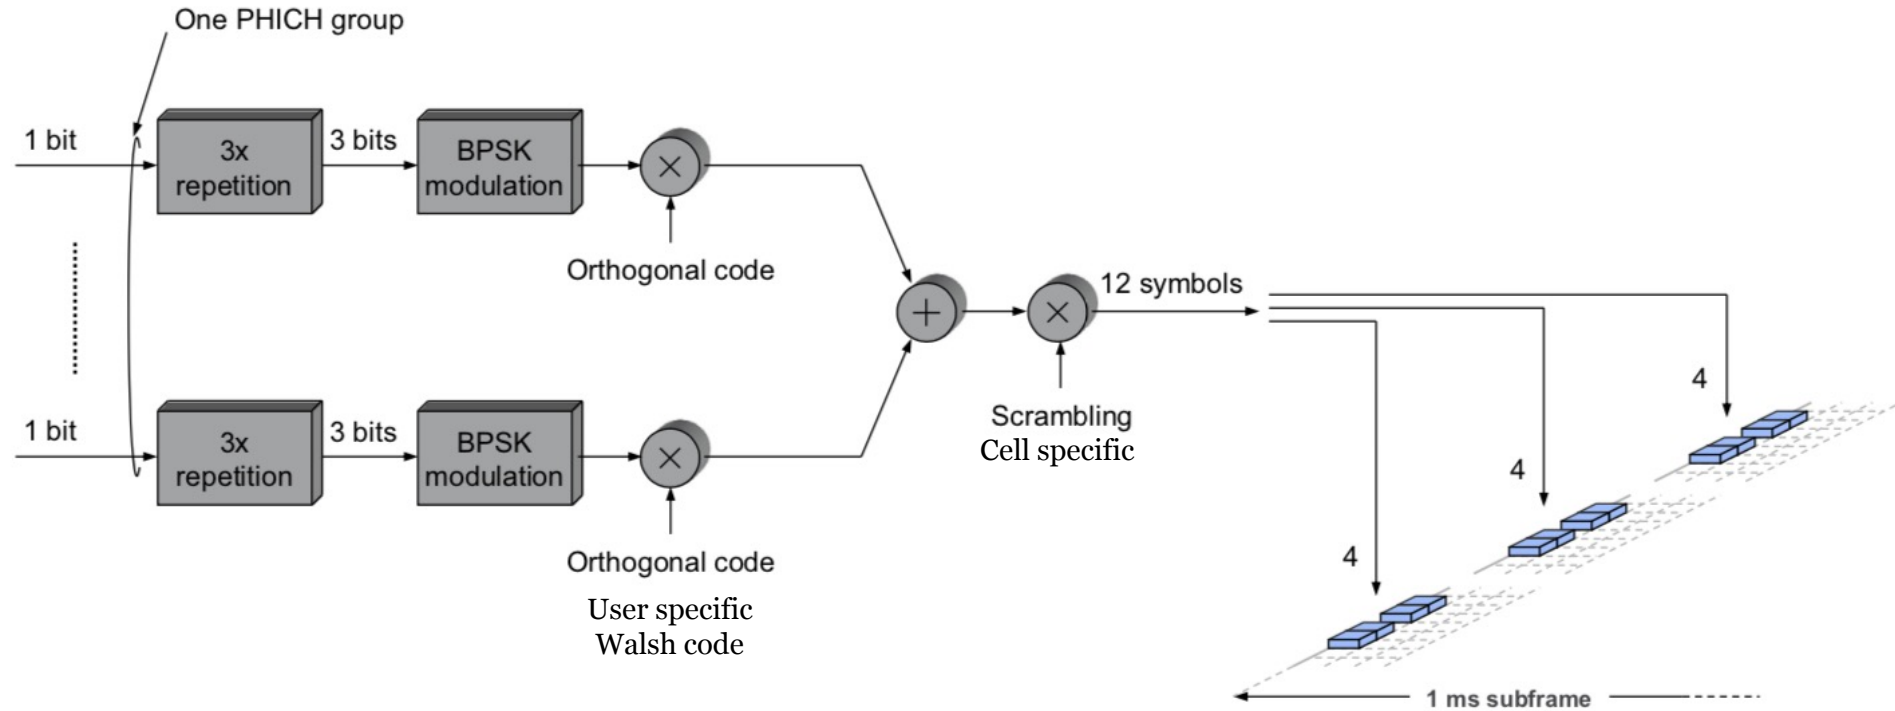 One PHICH group
1 bit
3x
repetition
3 bits
BPSK
modulation
×
Orthogonal code
1 bit
3x
repetition
3 bits
BPSK
modulation
×
Orthogonal code
User specific
Walsh code
+
×
Scrambling
Cell specific
12 symbols
4
4
4
1 ms subframe